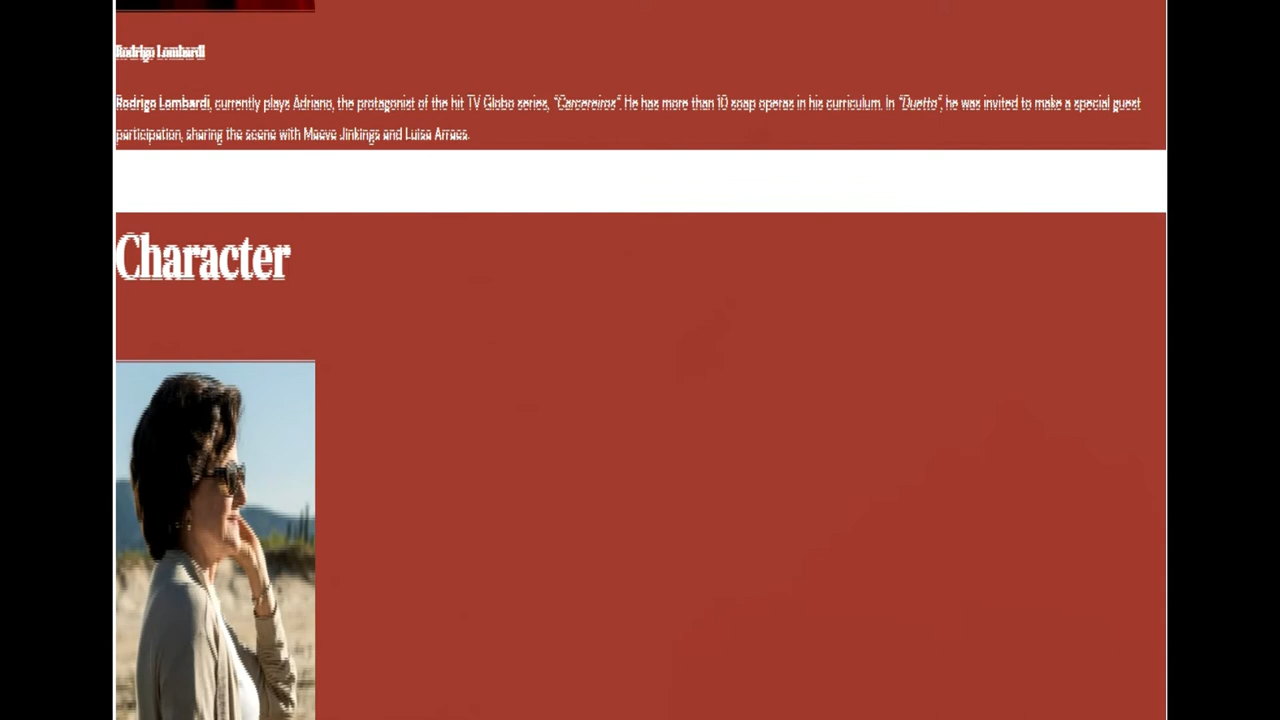 Rodrigo Lombardi
Rodrigo Lombardi, currently plays Adriano, the protagonist of the hit TV Globo series, "Carcereiros". He has more than 10 soap operas in his curriculum. In "Duetto", he was invited to make a special guest
participation, sharing the scene with Maeve Jinkings and Luisa Arraes.
Character